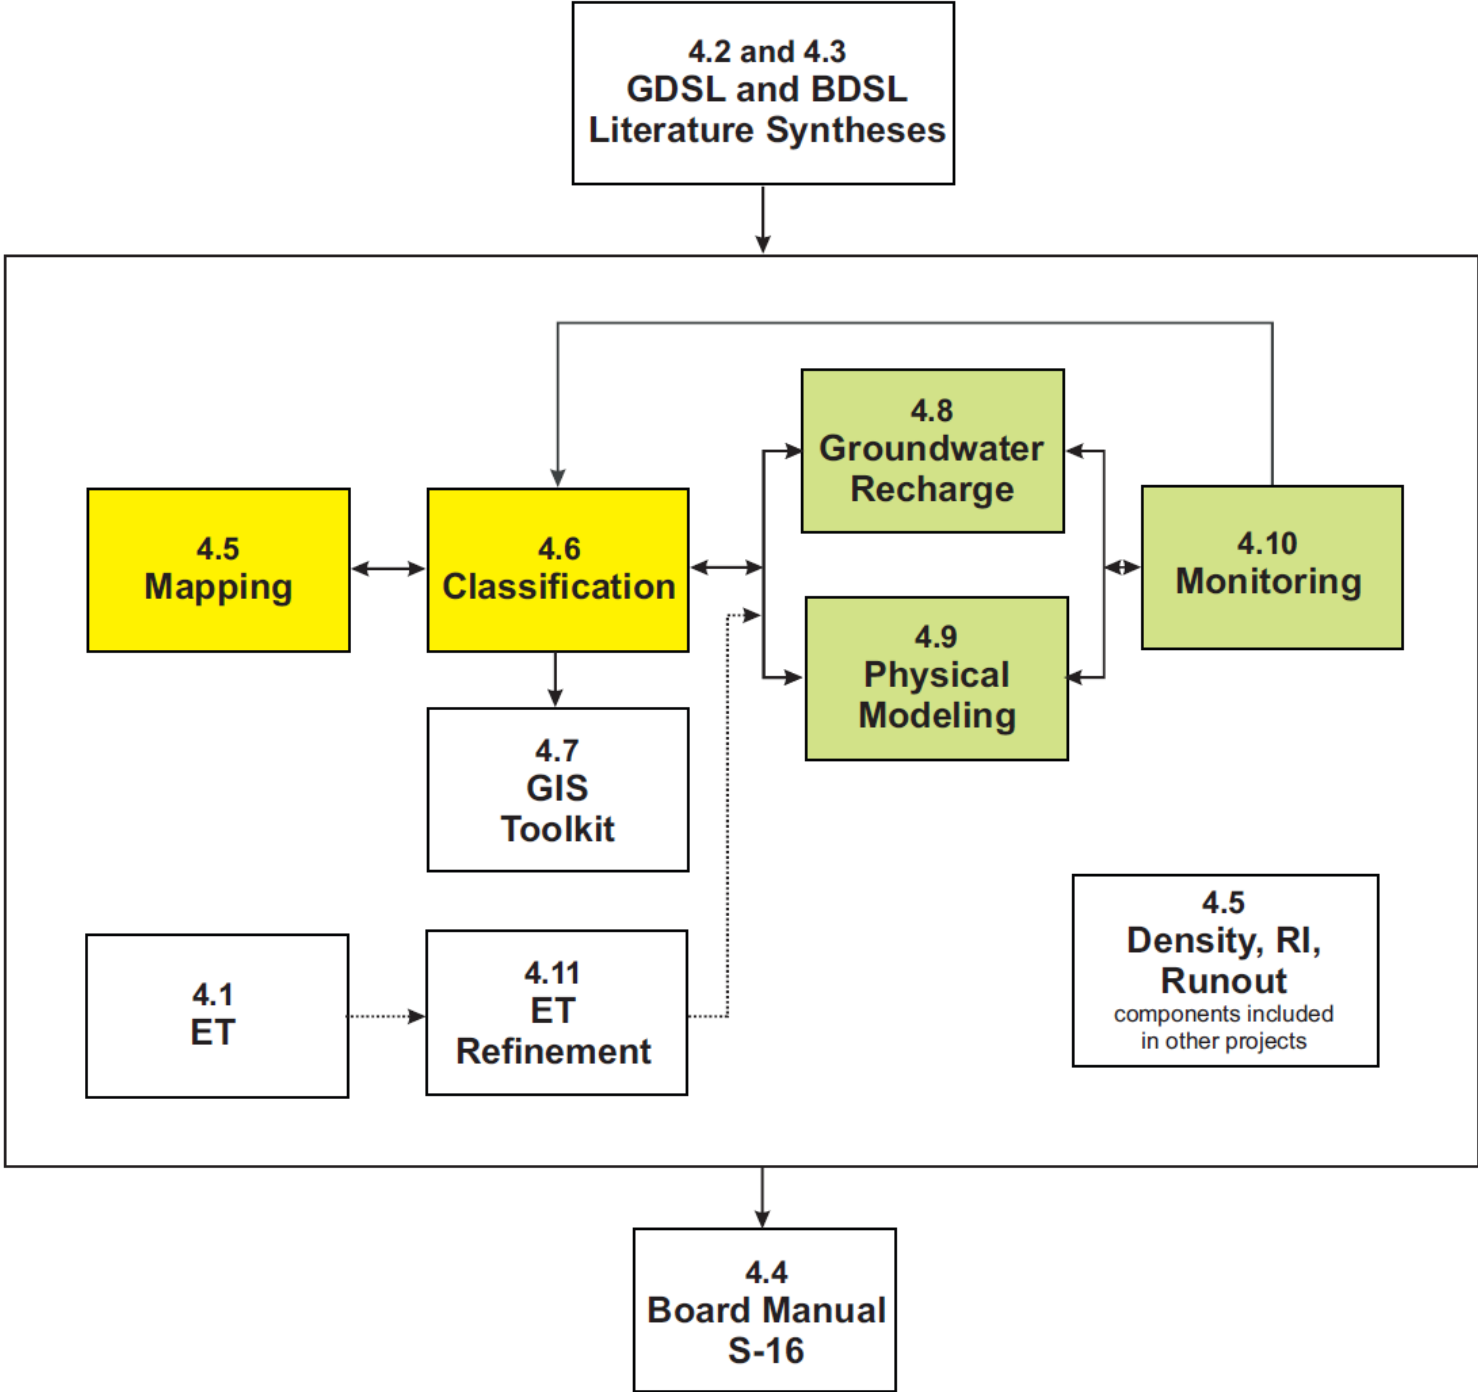 4.2 and 4.3
GDSL and BDSL
Literature Syntheses
4.8
Groundwater
Recharge
4.5
Mapping
4.6
Classification
4.10
Monitoring
4.9
Physical
Modeling
4.7
GIS
Toolkit
4.5
Density, RI,
Runout
components included
in other projects
4.1
ET
4.11
ET
Refinement
4.4
Board Manual
S-16